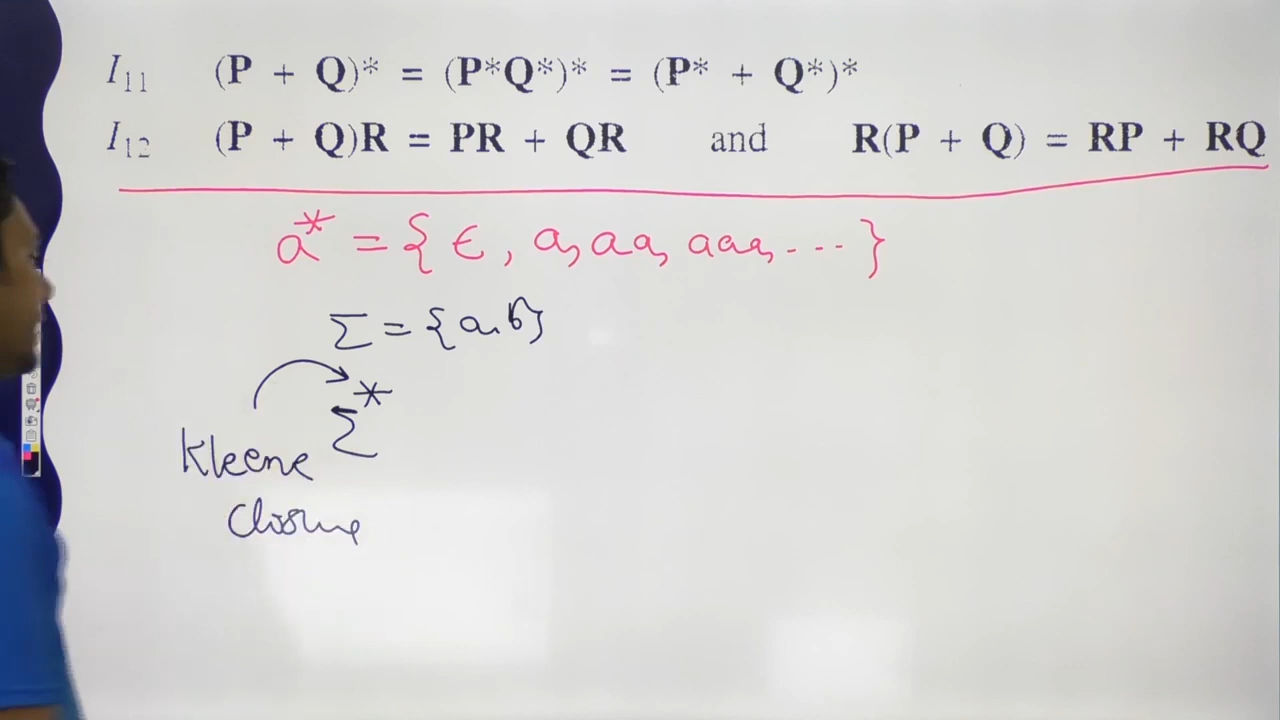 I₁₁ (P + Q)* = (P*Q*)* = (P* + Q*)*
I₁₂ (P + Q)R = PR + QR and R(P + Q) = RP + RQ
a* = {ϵ, a, aa, aaa, ...}
Σ = {a, b}
Σ*
Kleene
Closure